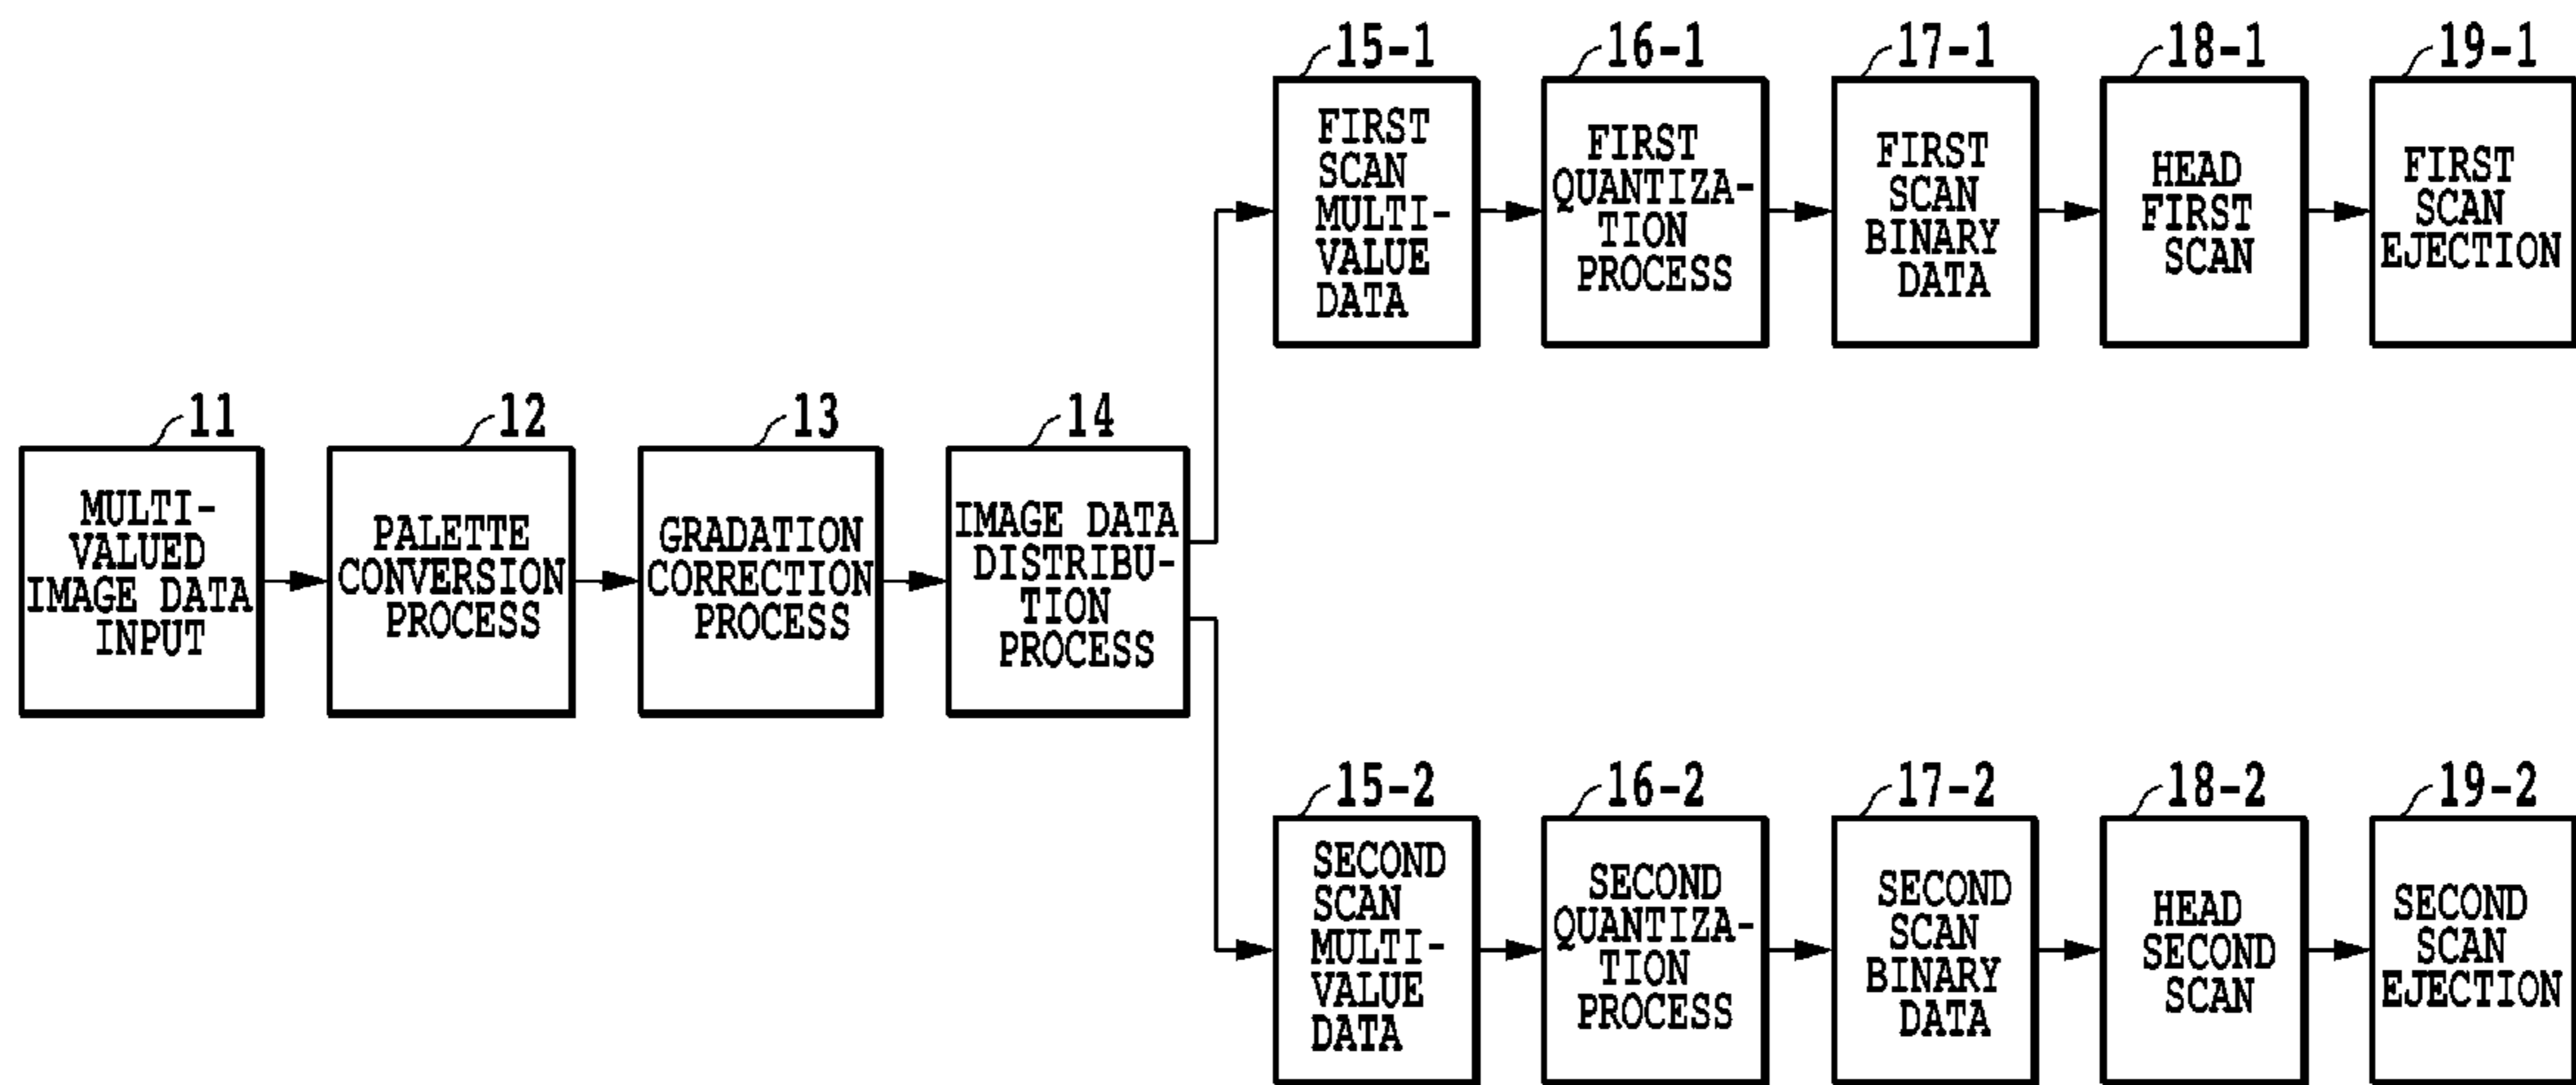 15-1
FIRST
SCAN
MULTI-
VALUE
DATA
16-1
FIRST
QUANTIZA-
TION
PROCESS
17-1
FIRST
SCAN
BINARY
DATA
18-1
HEAD
FIRST
SCAN
19-1
FIRST
SCAN
EJECTION
11
MULTI-
VALUED
IMAGE DATA
INPUT
12
PALETTE
CONVERSION
PROCESS
13
GRADATION
CORRECTION
PROCESS
14
IMAGE DATA
DISTRIBU-
TION
PROCESS
15-2
SECOND
SCAN
MULTI-
VALUE
DATA
16-2
SECOND
QUANTIZA-
TION
PROCESS
17-2
SECOND
SCAN
BINARY
DATA
18-2
HEAD
SECOND
SCAN
19-2
SECOND
SCAN
EJECTION